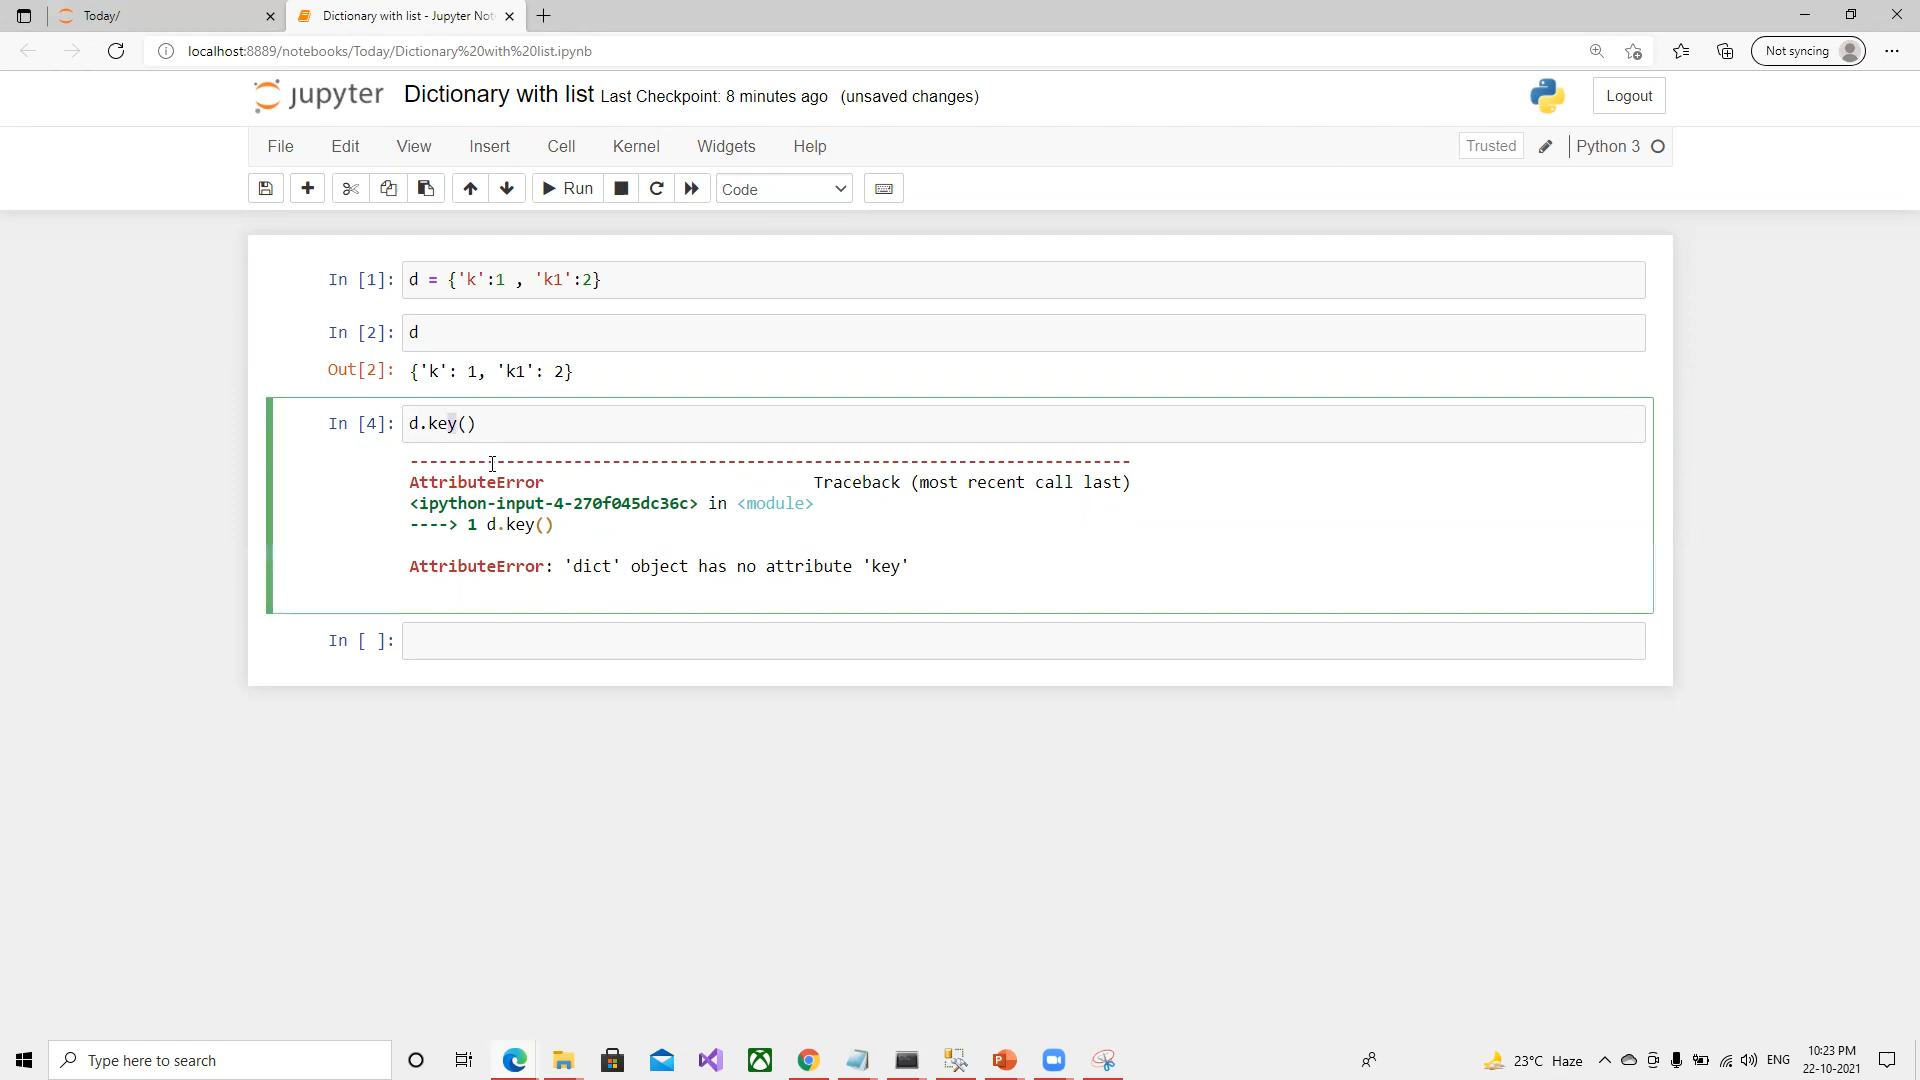 Today/
Dictionary with list - Jupyter Not
localhost:8889/notebooks/Today/Dictionary%20with%20list.ipynb
Not syncing
jupyter Dictionary with list Last Checkpoint: 8 minutes ago (unsaved changes)
Logout
File Edit View Insert Cell Kernel Widgets Help
Trusted
Python 3
Run
Code
In [1]: d = {'k':1 , 'k1':2}
In [2]: d
Out[2]: {'k': 1, 'k1': 2}
In [4]: d.key()
---------------------------------------------------------------------------
AttributeError Traceback (most recent call last)
<ipython-input-4-270f045dc36c> in <module>
----> 1 d.key()
AttributeError: 'dict' object has no attribute 'key'
In [ ]:
Type here to search
23°C Haze
ENG
10:23 PM
22-10-2021